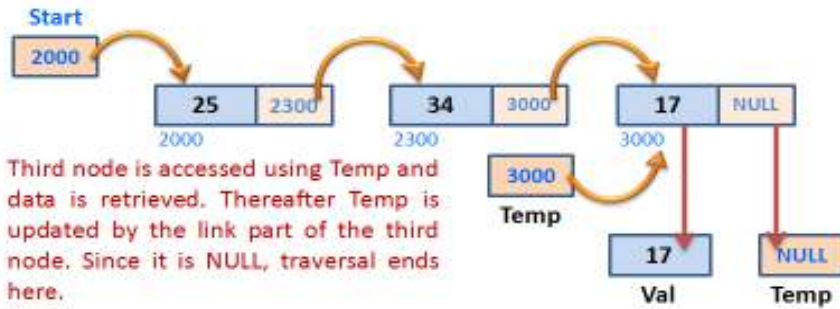 Start
2000
25 2300 34 3000 17 NULL
2000 2300 3000
Third node is accessed using Temp and
data is retrieved. Thereafter Temp is
updated by the link part of the third
node. Since it is NULL, traversal ends
here.
3000
Temp
17 NULL
Val Temp